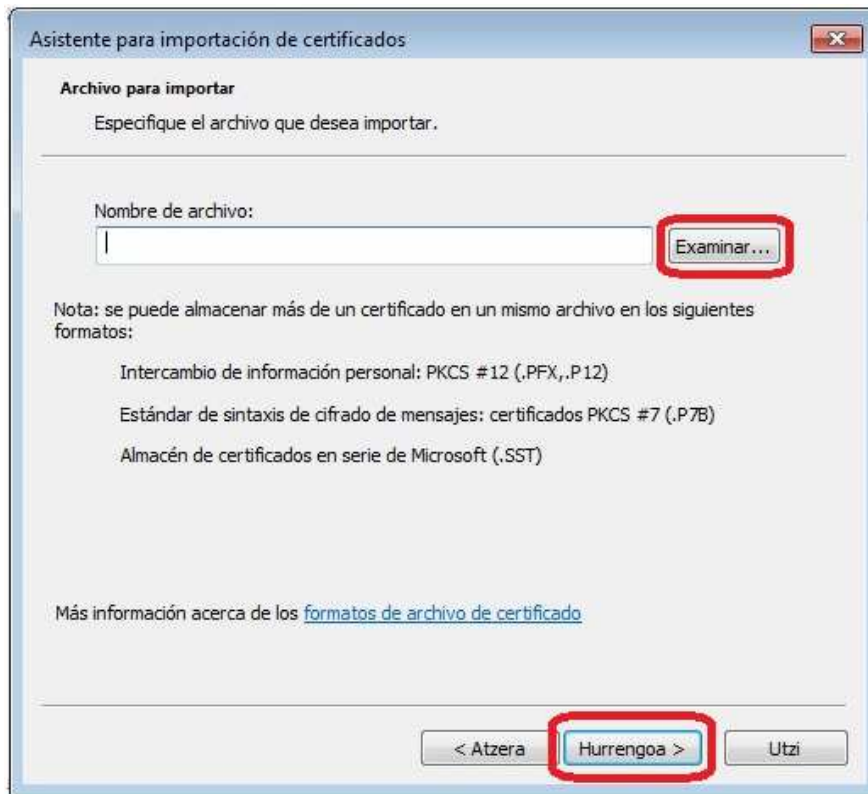 Asistente para importación de certificados
Archivo para importar
Especifique el archivo que desea importar.
Nombre de archivo:
Examinar...
Nota: se puede almacenar más de un certificado en un mismo archivo en los siguientes
formatos:
Intercambio de información personal: PKCS #12 (.PFX,.P12)
Estándar de sintaxis de cifrado de mensajes: certificados PKCS #7 (.P7B)
Almacén de certificados en serie de Microsoft (.SST)
Más información acerca de los formatos de archivo de certificado
< Atzera Hurrengoa > Utzi